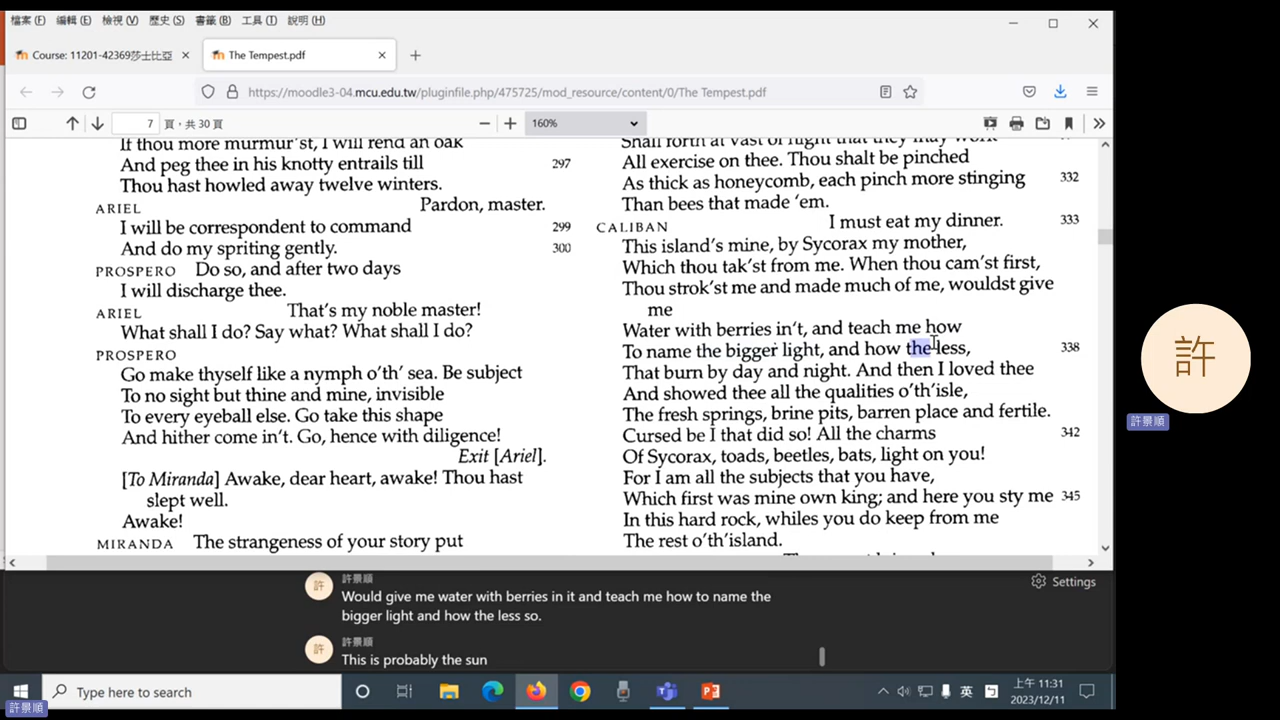 檔案(F) 編輯(E) 檢視(V) 歷史(S) 書籤(B) 工具(T) 說明(H)
Course: 11201-42369莎士比亞
The Tempest.pdf
https://moodle3-04.mcu.edu.tw/pluginfile.php/475725/mod_resource/content/0/The Tempest.pdf
7 頁，共 30 頁
160%
If thou more murmur'st, I will rend an oak
And peg thee in his knotty entrails till 297
Thou hast howled away twelve winters.
ARIEL Pardon, master.
I will be correspondent to command 299
And do my spriting gently. 300
PROSPERO Do so, and after two days
I will discharge thee.
ARIEL That's my noble master!
What shall I do? Say what? What shall I do?
PROSPERO
Go make thyself like a nymph o'th' sea. Be subject
To no sight but thine and mine, invisible
To every eyeball else. Go take this shape
And hither come in't. Go, hence with diligence!
Exit [Ariel].
[To Miranda] Awake, dear heart, awake! Thou hast
slept well.
Awake!
MIRANDA The strangeness of your story put
Shall forth at vast of night that they may work
All exercise on thee. Thou shalt be pinched
As thick as honeycomb, each pinch more stinging 332
Than bees that made 'em.
CALIBAN I must eat my dinner. 333
This island's mine, by Sycorax my mother,
Which thou tak'st from me. When thou cam'st first,
Thou strok'st me and made much of me, wouldst give
me
Water with berries in't, and teach me how
To name the bigger light, and how the less, 338
That burn by day and night. And then I loved thee
And showed thee all the qualities o'th'isle,
The fresh springs, brine pits, barren place and fertile.
Cursed be I that did so! All the charms 342
Of Sycorax, toads, beetles, bats, light on you!
For I am all the subjects that you have,
Which first was mine own king; and here you sty me 345
In this hard rock, whiles you do keep from me
The rest o'th'island.
許
許景順
許景順
Would give me water with berries in it and teach me how to name the
bigger light and how the less so.
許景順
This is probably the sun
Settings
Type here to search
英
上午 11:31
2023/12/11
許景順